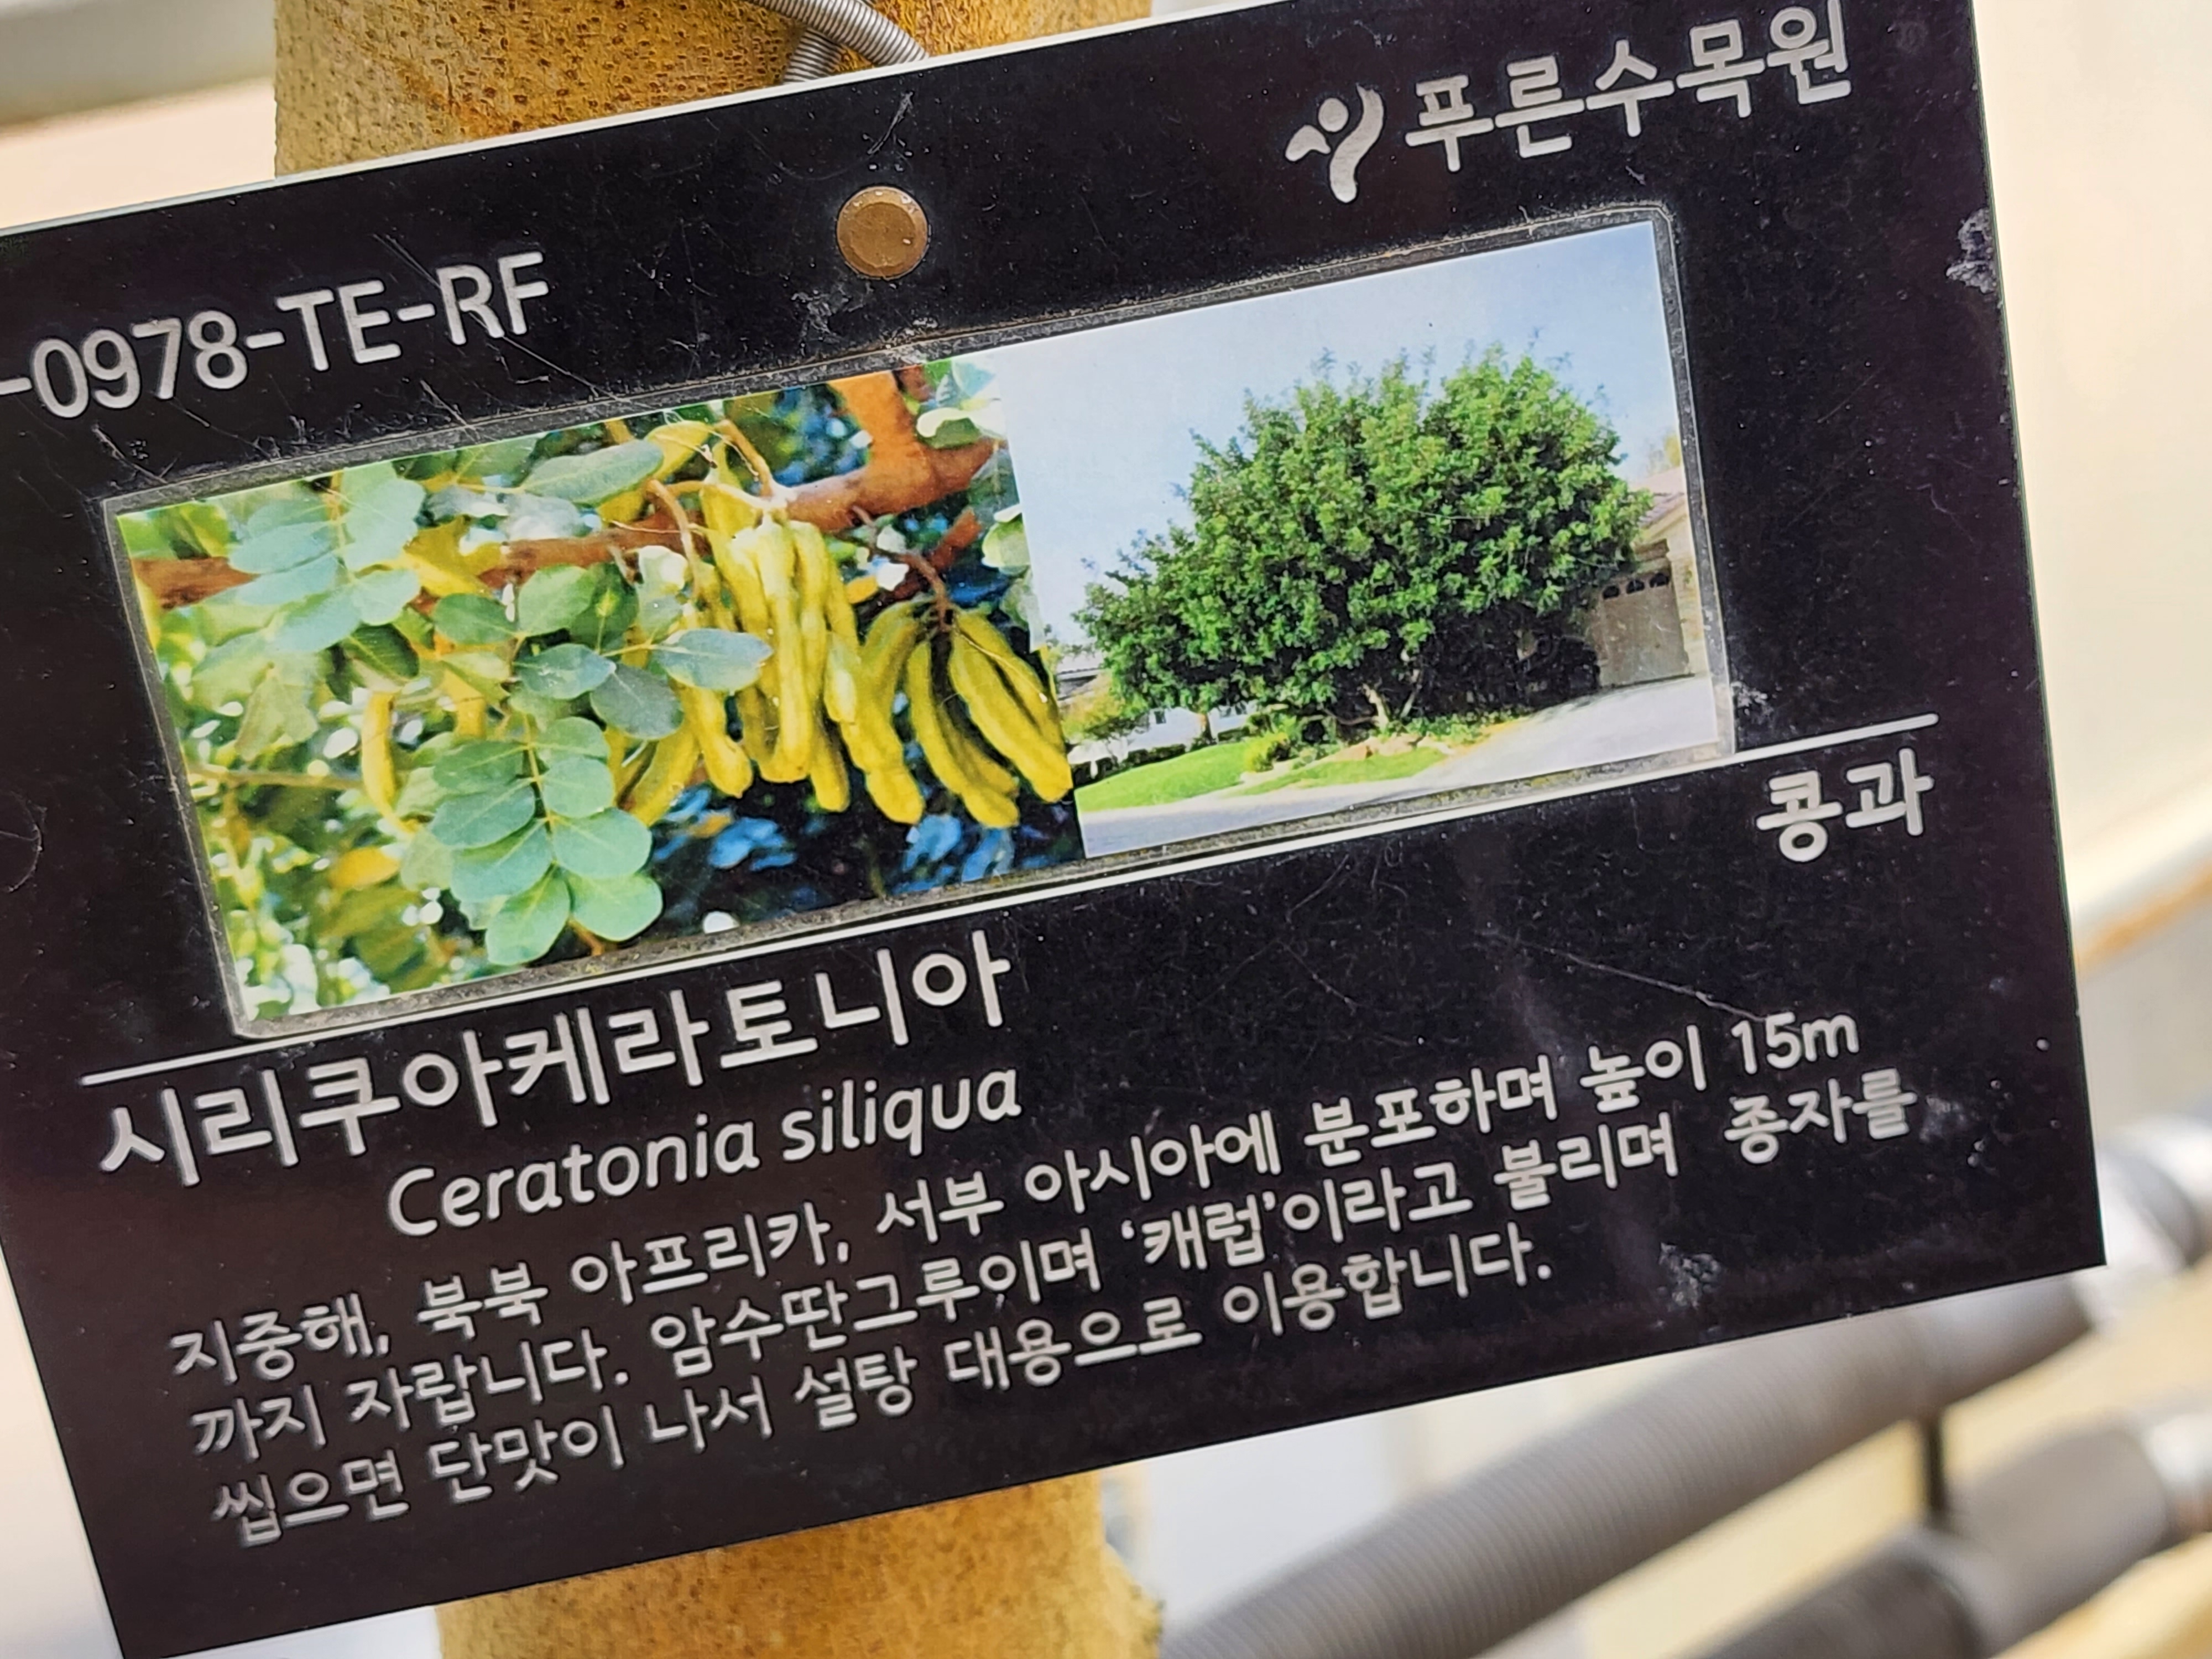 푸른수목원
-0978-TE-RF
콩과
시리쿠아케라토니아
Ceratonia siliqua
지중해, 북북 아프리카, 서부 아시아에 분포하며 높이 15m
까지 자랍니다. 암수딴그루이며 '캐럽'이라고 불리며 종자를
씹으면 단맛이 나서 설탕 대용으로 이용합니다.